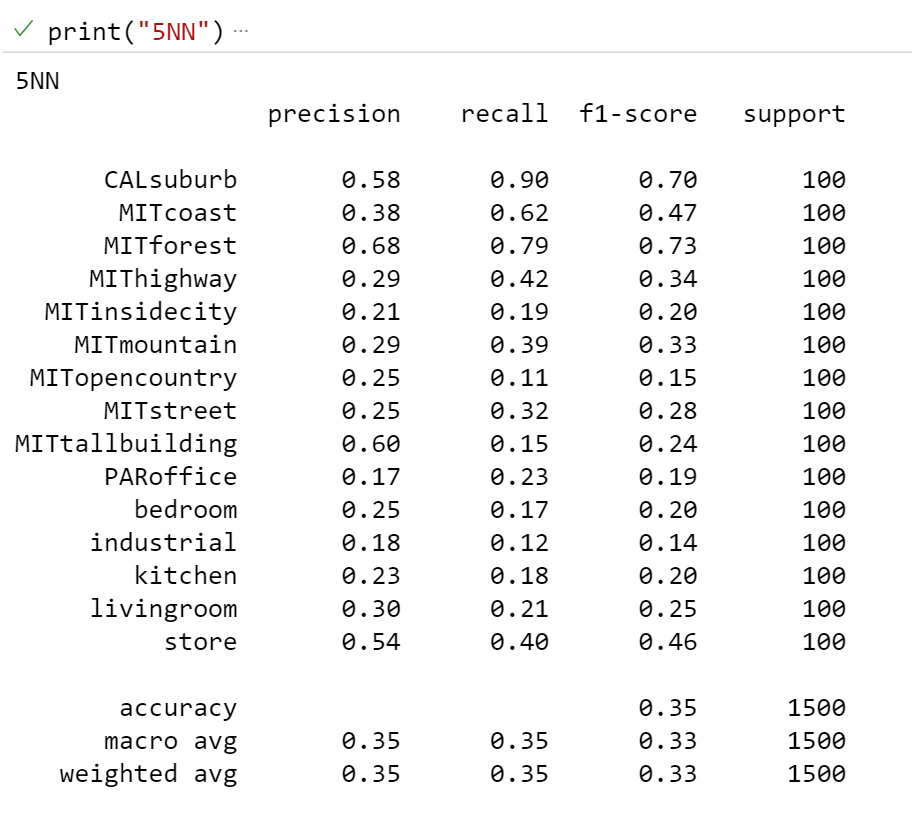 ✓ print("5NN") ...
5NN
precision recall f1-score support
CALsuburb 0.58 0.90 0.70 100
MITcoast 0.38 0.62 0.47 100
MITforest 0.68 0.79 0.73 100
MIThighway 0.29 0.42 0.34 100
MITinsidecity 0.21 0.19 0.20 100
MITmountain 0.29 0.39 0.33 100
MITopencountry 0.25 0.11 0.15 100
MITstreet 0.25 0.32 0.28 100
MITtallbuilding 0.60 0.15 0.24 100
PARoffice 0.17 0.23 0.19 100
bedroom 0.25 0.17 0.20 100
industrial 0.18 0.12 0.14 100
kitchen 0.23 0.18 0.20 100
livingroom 0.30 0.21 0.25 100
store 0.54 0.40 0.46 100
accuracy 0.35 1500
macro avg 0.35 0.35 0.33 1500
weighted avg 0.35 0.35 0.33 1500